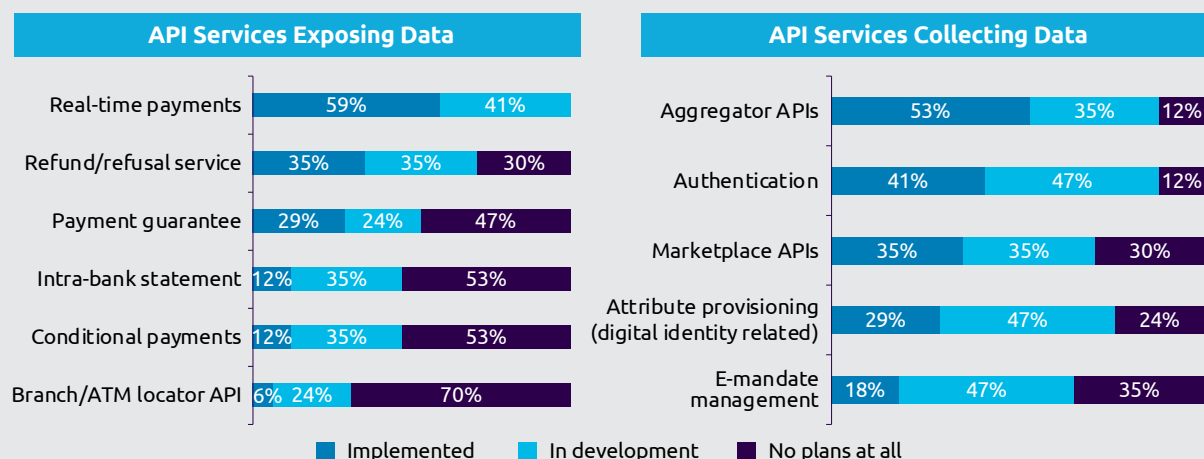 API Services Exposing Data
Real-time payments 59% 41%
Refund/refusal service 35% 35% 30%
Payment guarantee 29% 24% 47%
Intra-bank statement 12% 35% 53%
Conditional payments 12% 35% 53%
Branch/ATM locator API 6% 24% 70%
API Services Collecting Data
Aggregator APIs 53% 35% 12%
Authentication 41% 47% 12%
Marketplace APIs 35% 35% 30%
Attribute provisioning
(digital identity related) 29% 47% 24%
E-mandate
management 18% 47% 35%
Implemented In development No plans at all